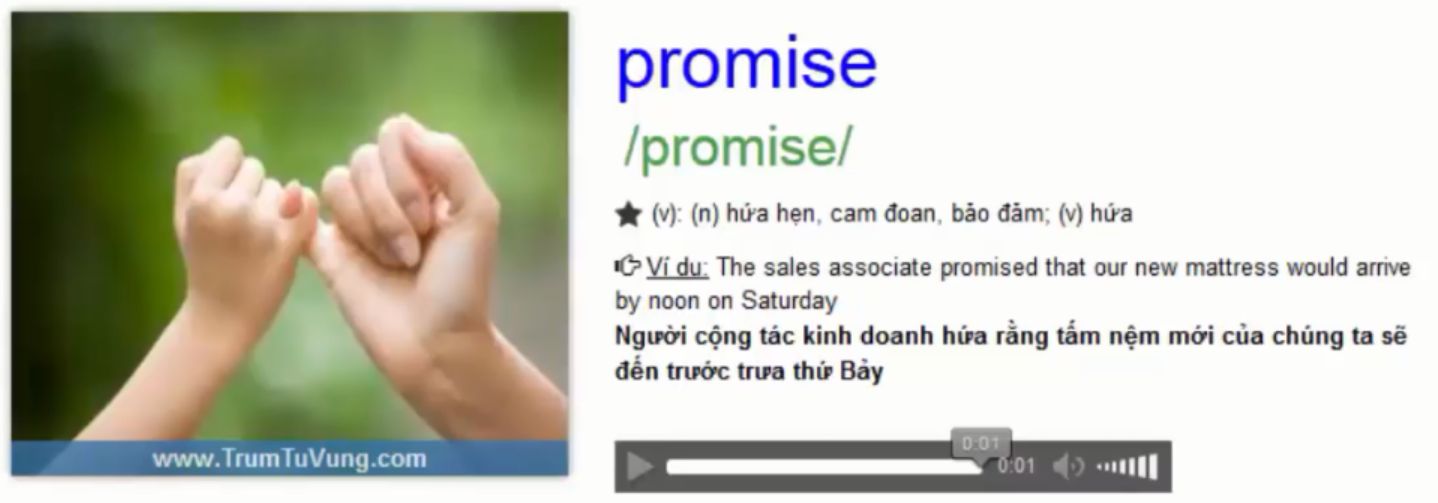 promise
/promise/
(v): (n) hứa hẹn, cam đoan, bảo đảm; (v) hứa
Ví du: The sales associate promised that our new mattress would arrive
by noon on Saturday
Người cộng tác kinh doanh hứa rằng tấm nệm mới của chúng ta sẽ
đến trước trưa thứ Bảy
www.TrumTuVung.com
0:01
0:01